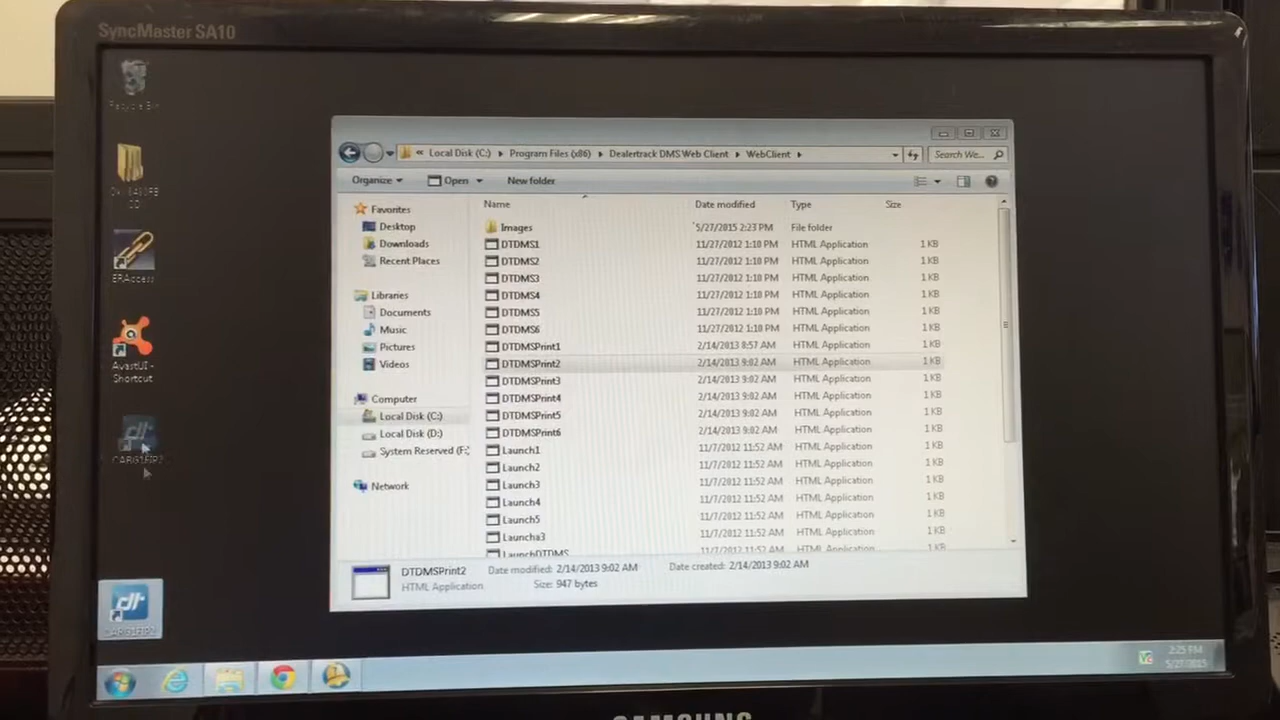 SyncMaster SA10
Recycle Bin
ERAccess
AvastUI -
Shortcut
« Local Disk (C:) ▸ Program Files (x86) ▸ Dealertrack DMS Web Client ▸ WebClient ▸
Search We...
Organize ▾ Open ▾ New folder
Name Date modified Type Size
Favorites
Desktop
Downloads
Recent Places
Libraries
Documents
Music
Pictures
Videos
Computer
Local Disk (C:)
Local Disk (D:)
System Reserved (F:
Network
Images 5/27/2015 2:23 PM File folder
DTDMS1 11/27/2012 1:10 PM HTML Application 1 KB
DTDMS2 11/27/2012 1:10 PM HTML Application 1 KB
DTDMS3 11/27/2012 1:10 PM HTML Application 1 KB
DTDMS4 11/27/2012 1:10 PM HTML Application 1 KB
DTDMS5 11/27/2012 1:10 PM HTML Application 1 KB
DTDMS6 11/27/2012 1:10 PM HTML Application 1 KB
DTDMSPrint1 2/14/2013 8:57 AM HTML Application 1 KB
DTDMSPrint2 2/14/2013 9:02 AM HTML Application 1 KB
DTDMSPrint3 2/14/2013 9:02 AM HTML Application 1 KB
DTDMSPrint4 2/14/2013 9:02 AM HTML Application 1 KB
DTDMSPrint5 2/14/2013 9:02 AM HTML Application 1 KB
DTDMSPrint6 2/14/2013 9:02 AM HTML Application 1 KB
Launch1 11/7/2012 11:52 AM HTML Application 1 KB
Launch2 11/7/2012 11:52 AM HTML Application 1 KB
Launch3 11/7/2012 11:52 AM HTML Application 1 KB
Launch4 11/7/2012 11:52 AM HTML Application 1 KB
Launch5 11/7/2012 11:52 AM HTML Application 1 KB
Launcha3 11/7/2012 11:52 AM HTML Application 1 KB
LaunchDTDMS 11/7/2012 11:52 AM HTML Application 1 KB
DTDMSPrint2 Date modified: 2/14/2013 9:02 AM Date created: 2/14/2013 9:02 AM
HTML Application Size: 947 bytes
dt
dt
2:25 PM
5/27/2015
SAMSUNG